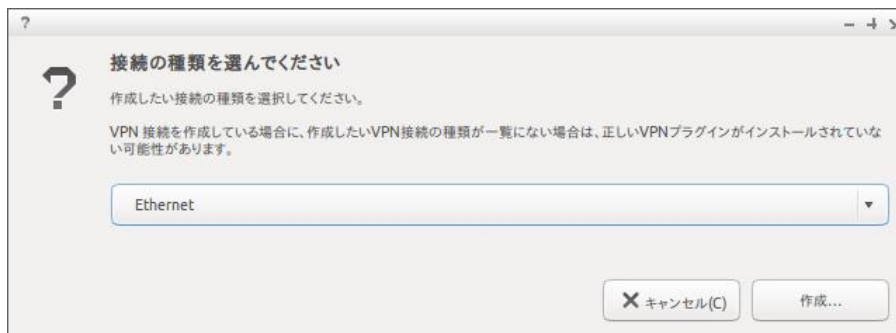 ?
接続の種類を選んでください
作成したい接続の種類を選択してください。
VPN 接続を作成している場合に、作成したいVPN接続の種類が一覧にない場合は、正しいVPNプラグインがインストールされていな
い可能性があります。
Ethernet
キャンセル(C)
作成...